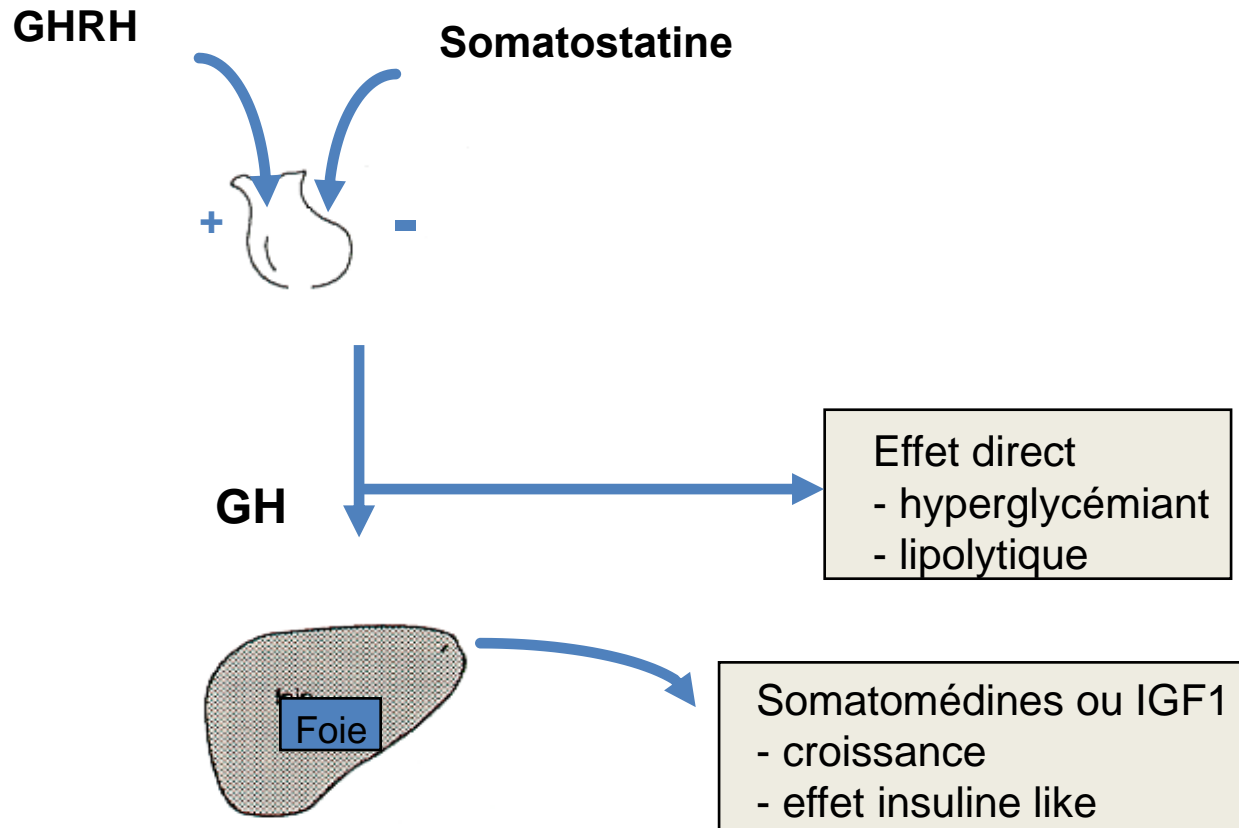 GHRH
Somatostatine
+
-
Effet direct
- hyperglycémiant
- lipolytique
GH
Foie
Somatomédines ou IGF1
- croissance
- effet insuline like